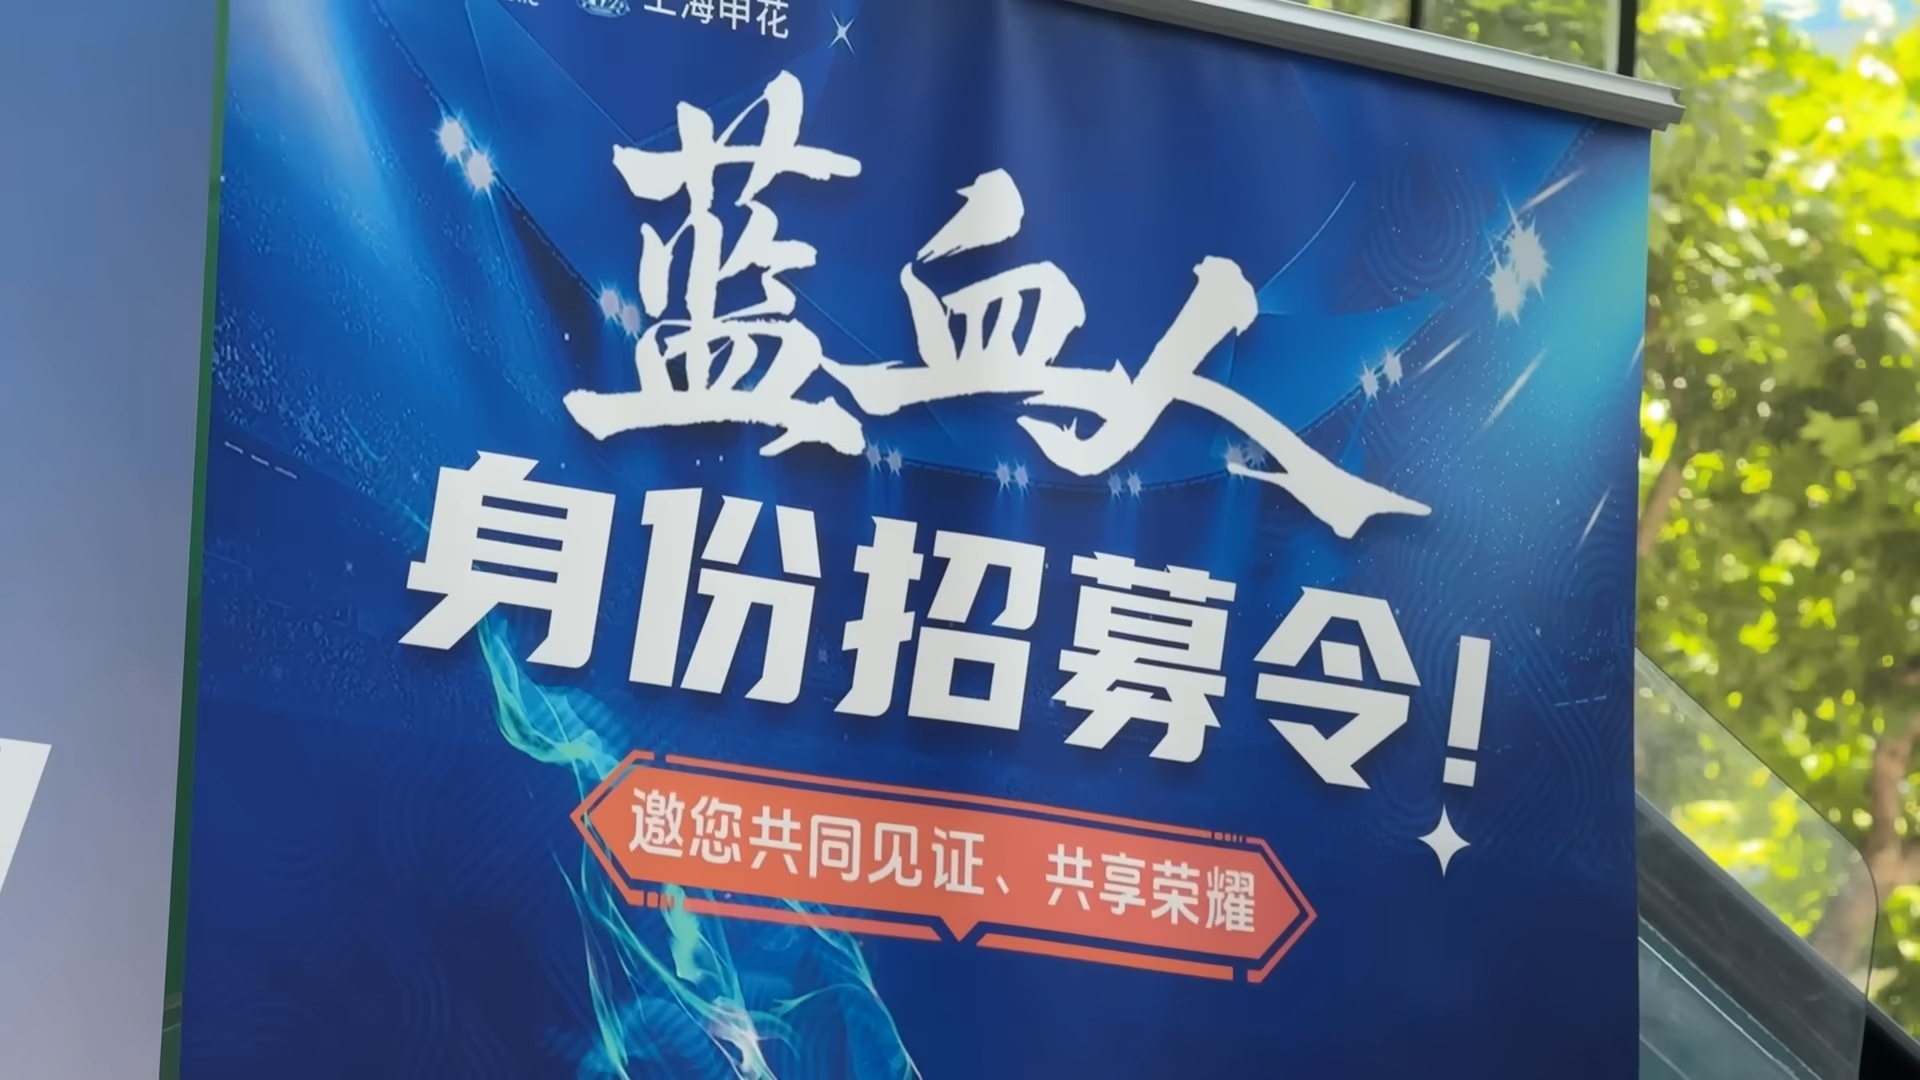 上海申花
蓝血人
身份招募令!
邀您共同见证、共享荣耀